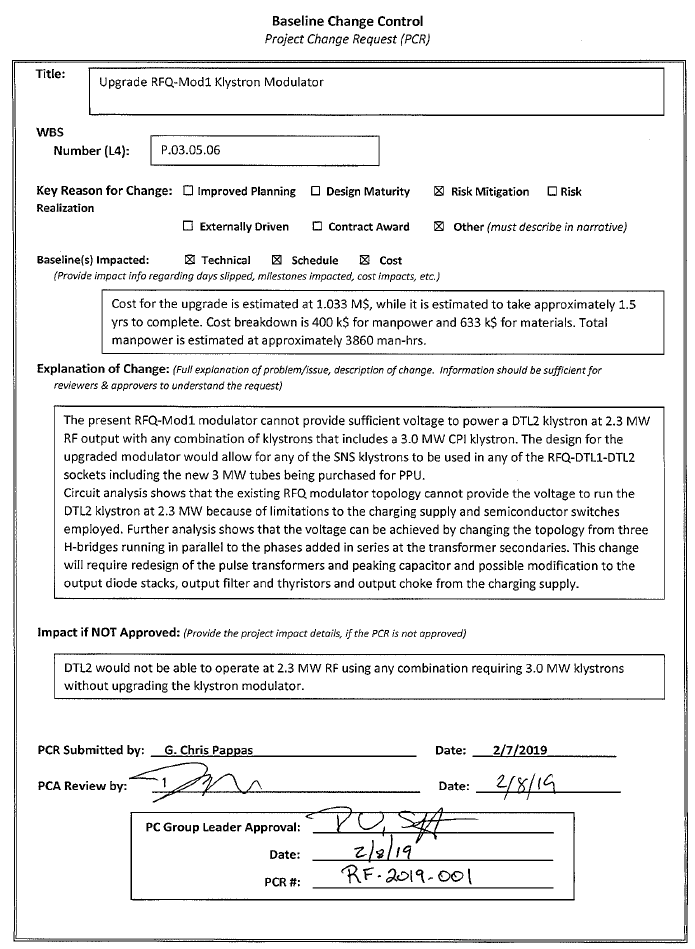 Baseline Change Control
Project Change Request (PCR)
Title:
Upgrade RFQ-Mod1 Klystron Modulator
WBS
Number (L4):
P.03.05.06
Key Reason for Change: ☐ Improved Planning ☐ Design Maturity ☒ Risk Mitigation ☐ Risk
Realization
☐ Externally Driven ☐ Contract Award ☒ Other (must describe in narrative)
Baseline(s) Impacted: ☒ Technical ☒ Schedule ☒ Cost
(Provide impact info regarding days slipped, milestones impacted, cost impacts, etc.)
Cost for the upgrade is estimated at 1.033 M$, while it is estimated to take approximately 1.5
yrs to complete. Cost breakdown is 400 k$ for manpower and 633 k$ for materials. Total
manpower is estimated at approximately 3860 man-hrs.
Explanation of Change: (Full explanation of problem/issue, description of change. Information should be sufficient for
reviewers & approvers to understand the request)
The present RFQ-Mod1 modulator cannot provide sufficient voltage to power a DTL2 klystron at 2.3 MW
RF output with any combination of klystrons that includes a 3.0 MW CPI klystron. The design for the
upgraded modulator would allow for any of the SNS klystrons to be used in any of the RFQ-DTL1-DTL2
sockets including the new 3 MW tubes being purchased for PPU.
Circuit analysis shows that the existing RFQ modulator topology cannot provide the voltage to run the
DTL2 klystron at 2.3 MW because of limitations to the charging supply and semiconductor switches
employed. Further analysis shows that the voltage can be achieved by changing the topology from three
H-bridges running in parallel to the phases added in series at the transformer secondaries. This change
will require redesign of the pulse transformers and peaking capacitor and possible modification to the
output diode stacks, output filter and thyristors and output choke from the charging supply.
Impact if NOT Approved: (Provide the project impact details, if the PCR is not approved)
DTL2 would not be able to operate at 2.3 MW RF using any combination requiring 3.0 MW klystrons
without upgrading the klystron modulator.
PCR Submitted by: G. Chris Pappas Date: 2/7/2019
PCA Review by: Date: 2/8/19
PC Group Leader Approval:
Date: 2/8/19
PCR #: RF-2019-001